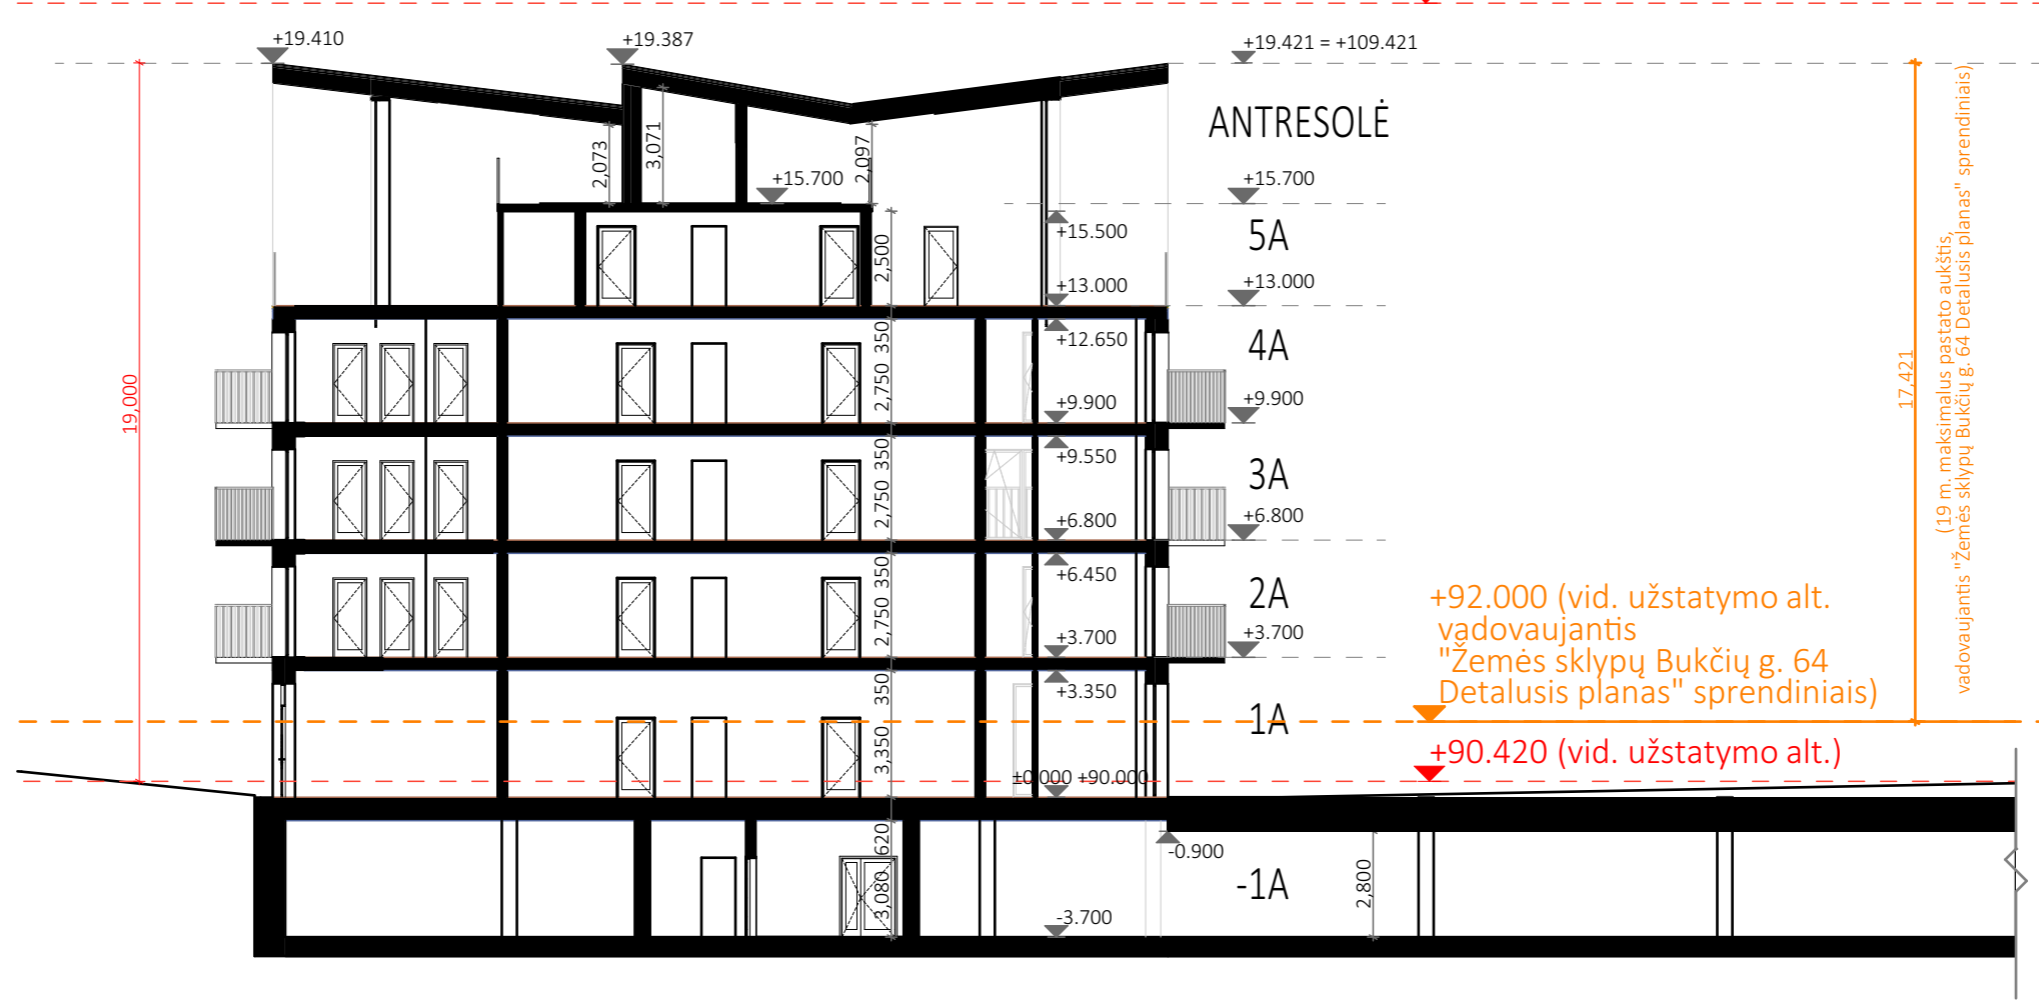 +19.410
+19.387
+19.421 = +109.421
ANTRESOLĖ
2,073
3,071
2,097
+15.700
+15.700
+15.500
5A
2,500
+13.000
+13.000
350
+12.650
4A
2,750
+9.900
+9.900
350
+9.550
3A
2,750
+6.800
+6.800
350
+6.450
2A
2,750
+3.700
+3.700
350
+3.350
1A
3,350
±0.000 +90.000
620
-0.900
-1A
3,080
2,800
-3.700
19,000
17,421
(19 m. maksimalus pastato aukštis,
vadovaujantis "Žemės sklypų Bukčių g. 64 Detalusis planas" sprendiniais)
+92.000 (vid. užstatymo alt.
vadovaujantis
"Žemės sklypų Bukčių g. 64
Detalusis planas" sprendiniais)
+90.420 (vid. užstatymo alt.)